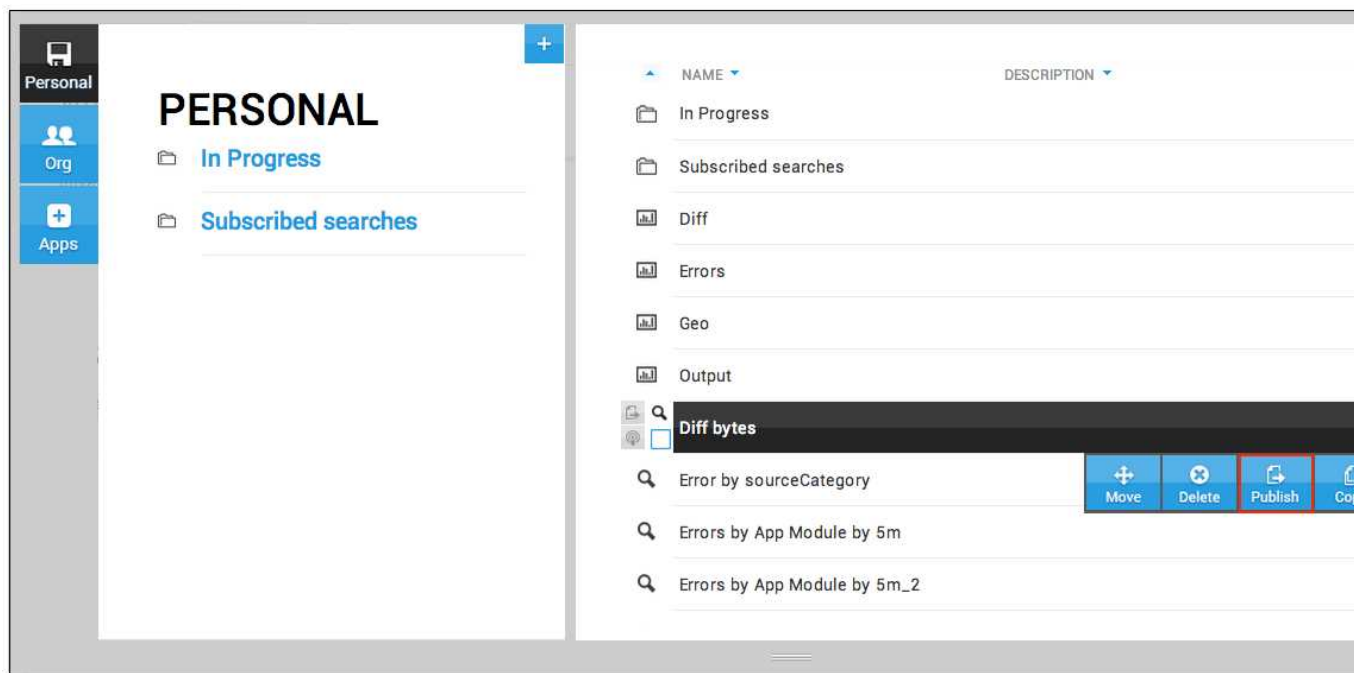 Personal
Org
Apps
+
PERSONAL
In Progress
Subscribed searches
NAME DESCRIPTION
In Progress
Subscribed searches
Diff
Errors
Geo
Output
Diff bytes
Error by sourceCategory
Move Delete Publish
Errors by App Module by 5m
Errors by App Module by 5m_2